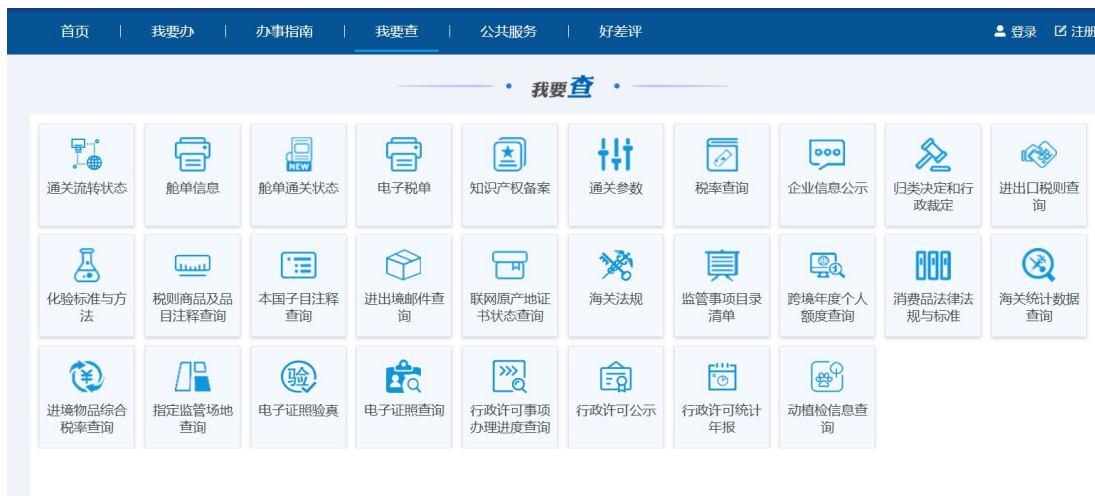 首页 | 我要办 | 办事指南 | 我要查 | 公共服务 | 好差评 登录 注册
我要查
通关流转状态
舱单信息
NEW
舱单通关状态
电子税单
知识产权备案
通关参数
税率查询
企业信息公示
归类决定和行
政裁定
进出口税则查
询
化验标准与方
法
税则商品及品
目注释查询
本国子目注释
查询
进出境邮件查
询
联网原产地证
书状态查询
海关法规
监管事项目录
清单
跨境年度个人
额度查询
消费品法律法
规与标准
海关统计数据
查询
进境物品综合
税率查询
指定监管场地
查询
验
电子证照验真
电子证照查询
行政许可事项
办理进度查询
行政许可公示
行政许可统计
年报
动植检信息查
询